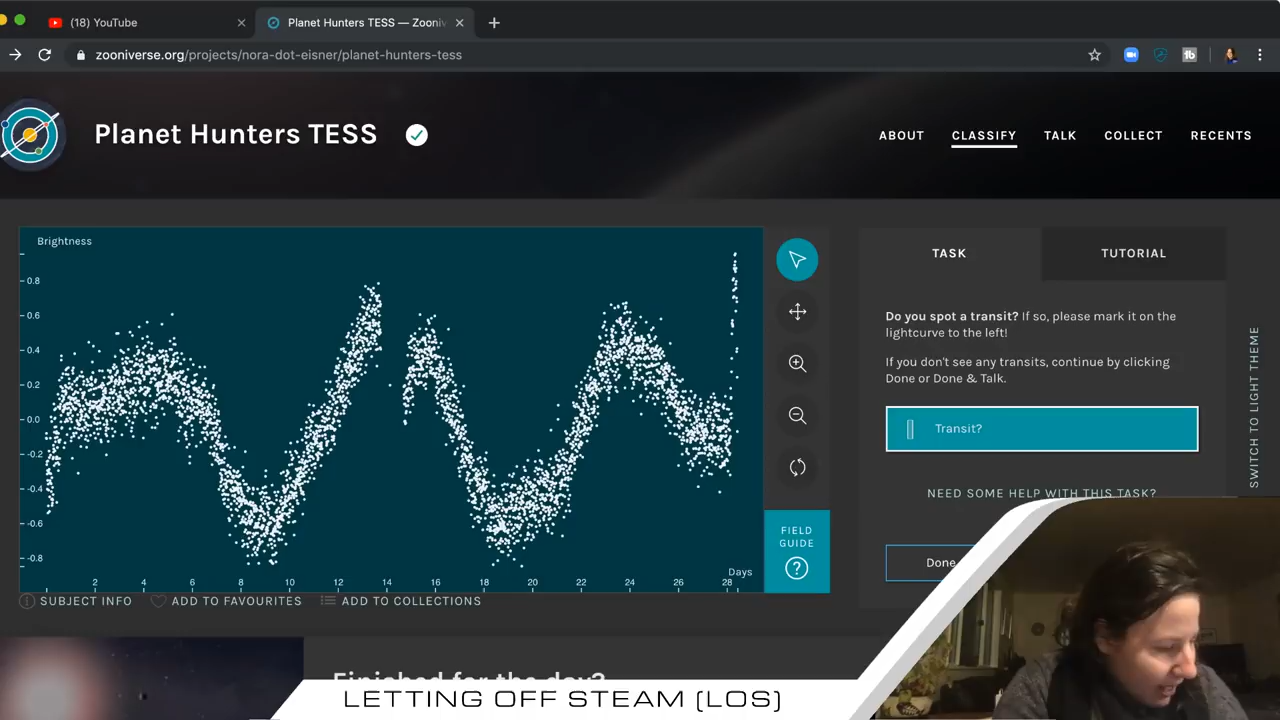 (18) YouTube
Planet Hunters TESS — Zooniv
zooniverse.org/projects/nora-dot-eisner/planet-hunters-tess
Planet Hunters TESS
ABOUT
CLASSIFY
TALK
COLLECT
RECENTS
Brightness
0.8
0.6
0.4
0.2
0.0
-0.2
-0.4
-0.6
-0.8
2
4
6
8
10
12
14
16
18
20
22
24
26
28
Days
FIELD
GUIDE
SUBJECT INFO
ADD TO FAVOURITES
ADD TO COLLECTIONS
TASK
TUTORIAL
Do you spot a transit? If so, please mark it on the
lightcurve to the left!
If you don't see any transits, continue by clicking
Done or Done & Talk.
Transit?
NEED SOME HELP WITH THIS TASK?
Done
SWITCH TO LIGHT THEME
Finished for the day?
LETTING OFF STEAM (LOS)